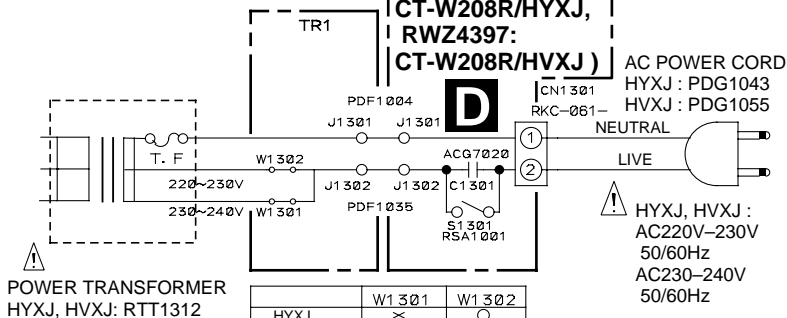 CT-W208R/HYXJ,
RWZ4397:
CT-W208R/HVXJ )
TR1
D
AC POWER CORD
HYXJ : PDG1043
HVXJ : PDG1055
CN1301
RKC-061-
PDF1004
J1301
J1301
NEUTRAL
1
T. F
W1302
ACG7020
LIVE
2
220~230V
J1302
J1302
C1301
230~240V
W1301
PDF1035
S1301
RSA1001
HYXJ, HVXJ :
AC220V–230V
50/60Hz
AC230–240V
50/60Hz
!
!
POWER TRANSFORMER
HYXJ, HVXJ: RTT1312
W1301
W1302
HYXJ
×
○